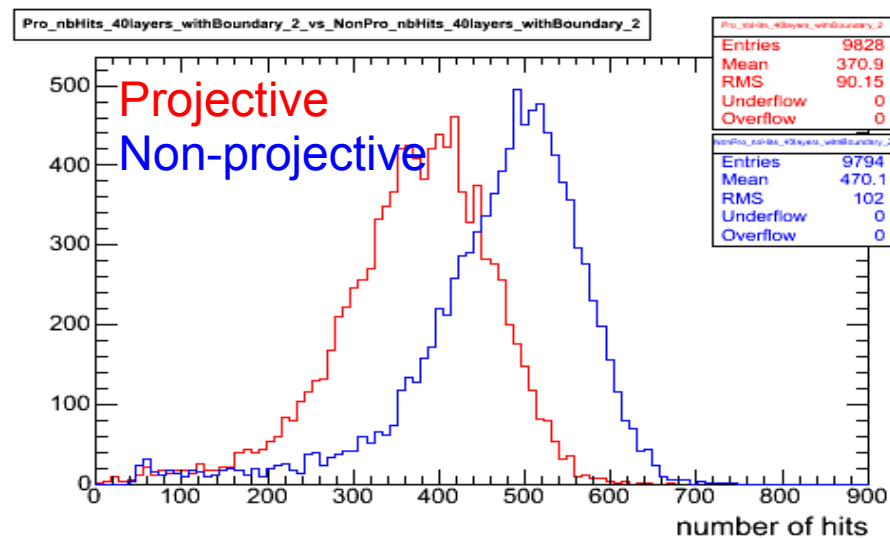 Pro_nbHits_40layers_withBoundary_2_vs_NonPro_nbHits_40layers_withBoundary_2
Pro_nbHits_40layers_withBoundary_2
Entries 9828
Mean 370.9
RMS 90.15
Underflow 0
Overflow 0
NonPro_nbHits_40layers_withBoundary_2
Entries 9794
Mean 470.1
RMS 102
Underflow 0
Overflow 0
Projective
Non-projective
500
400
300
200
100
0
0 100 200 300 400 500 600 700 800 900
number of hits